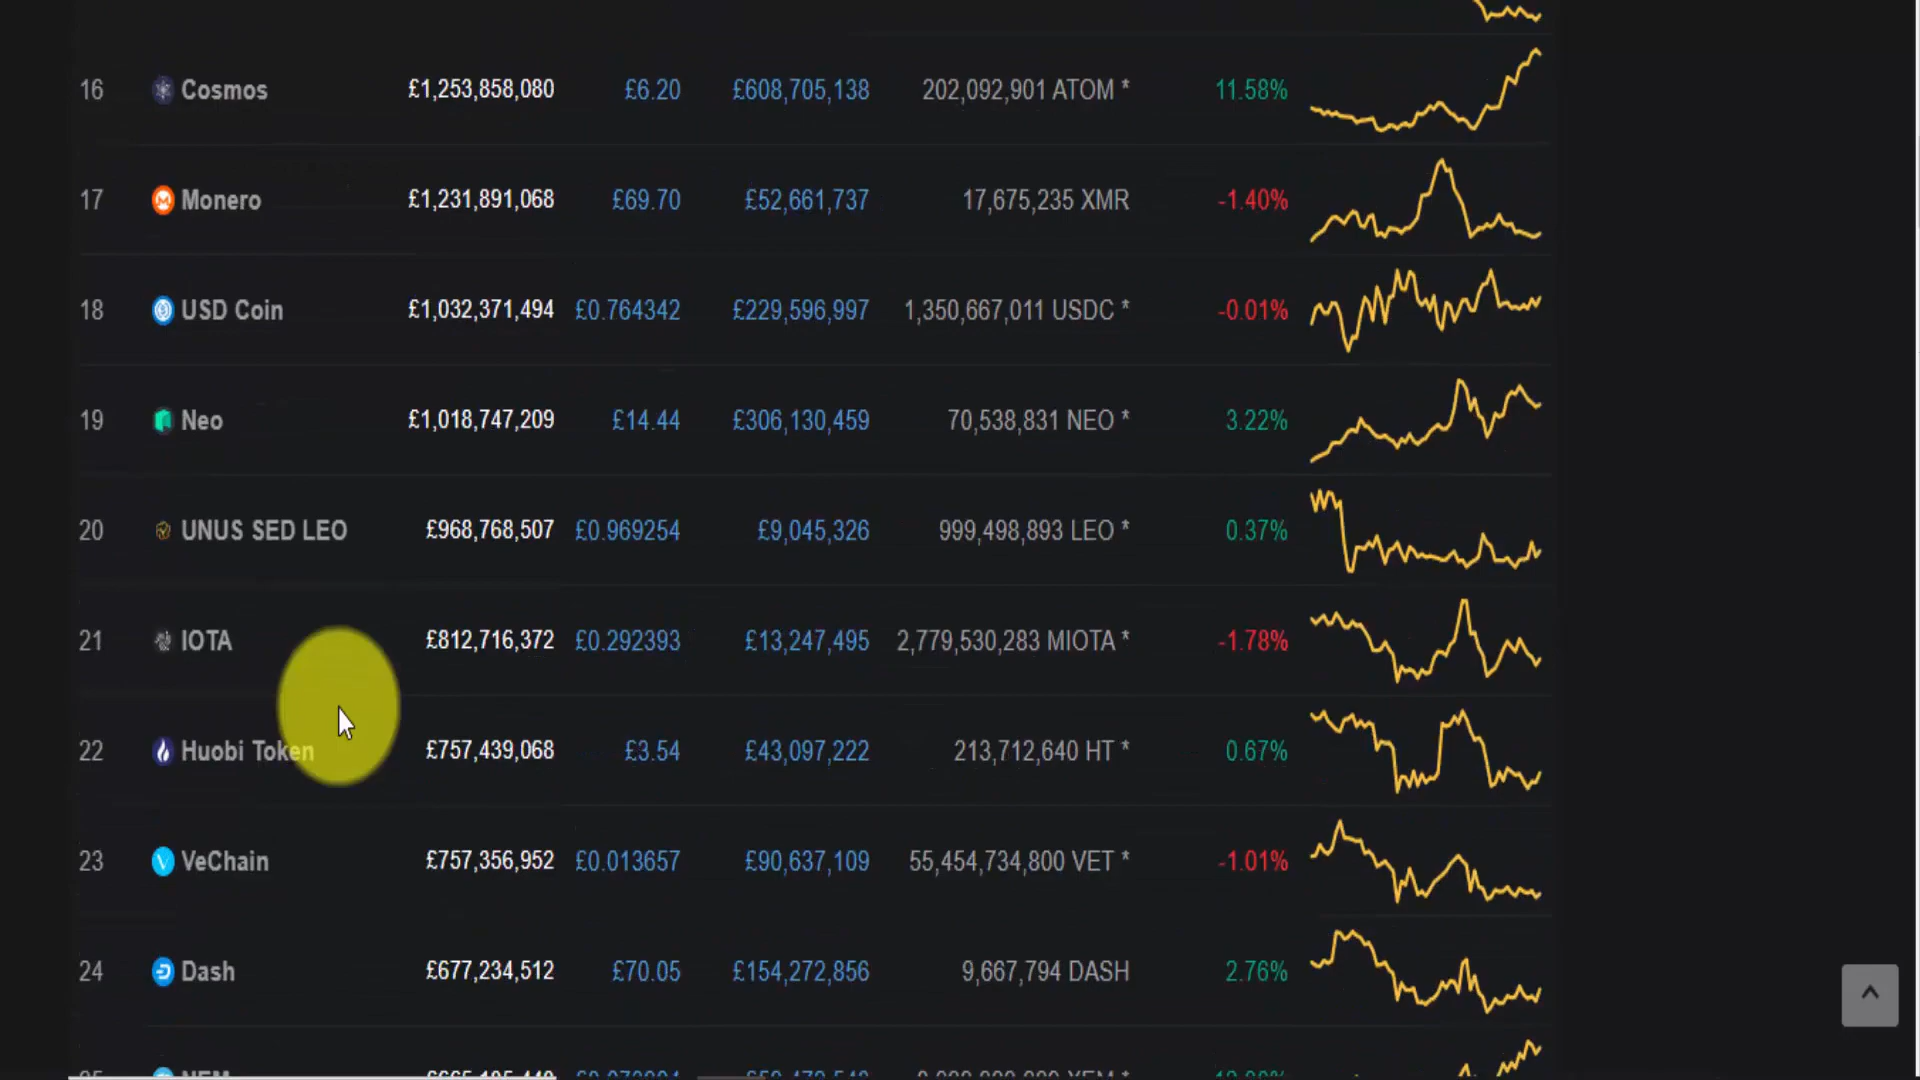 16 Cosmos £1,253,858,080 £6.20 £608,705,138 202,092,901 ATOM * 11.58%
17 Monero £1,231,891,068 £69.70 £52,661,737 17,675,235 XMR -1.40%
18 USD Coin £1,032,371,494 £0.764342 £229,596,997 1,350,667,011 USDC * -0.01%
19 Neo £1,018,747,209 £14.44 £306,130,459 70,538,831 NEO * 3.22%
20 UNUS SED LEO £968,768,507 £0.969254 £9,045,326 999,498,893 LEO * 0.37%
21 IOTA £812,716,372 £0.292393 £13,247,495 2,779,530,283 MIOTA * -1.78%
22 Huobi Token £757,439,068 £3.54 £43,097,222 213,712,640 HT * 0.67%
23 VeChain £757,356,952 £0.013657 £90,637,109 55,454,734,800 VET * -1.01%
24 Dash £677,234,512 £70.05 £154,272,856 9,667,794 DASH 2.76%
25 NEM XEM *